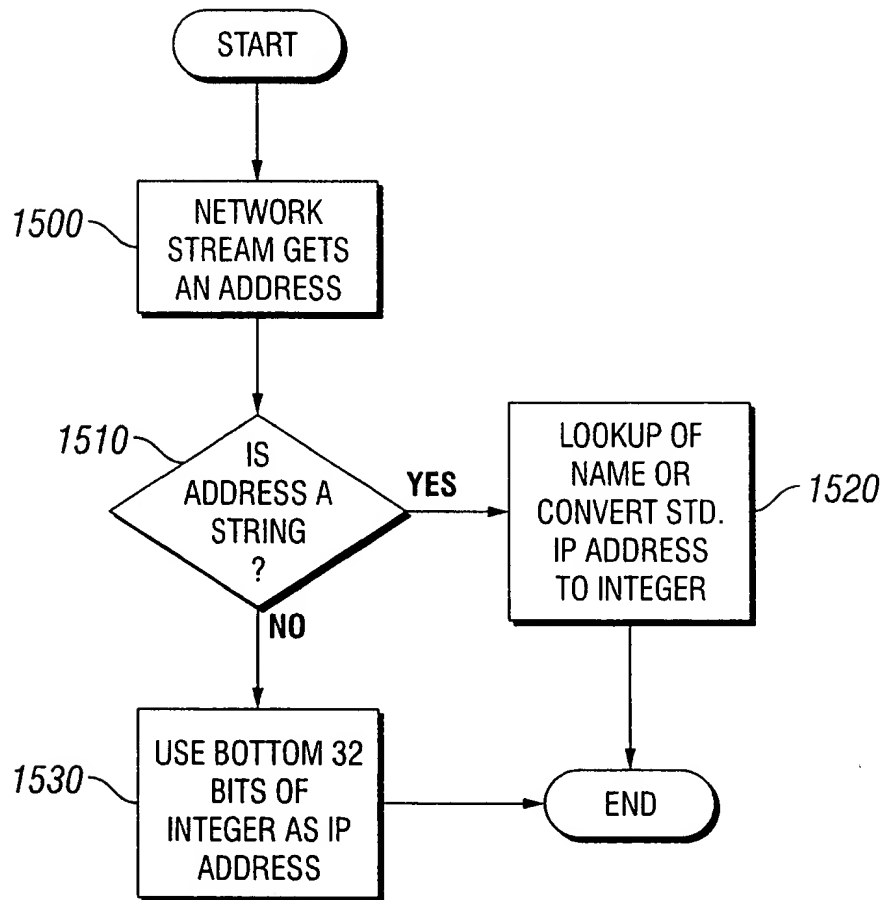 START
1500
NETWORK
STREAM GETS
AN ADDRESS
1510
IS
ADDRESS A
STRING
?
YES
LOOKUP OF
NAME OR
CONVERT STD.
IP ADDRESS
TO INTEGER
1520
NO
1530
USE BOTTOM 32
BITS OF
INTEGER AS IP
ADDRESS
END